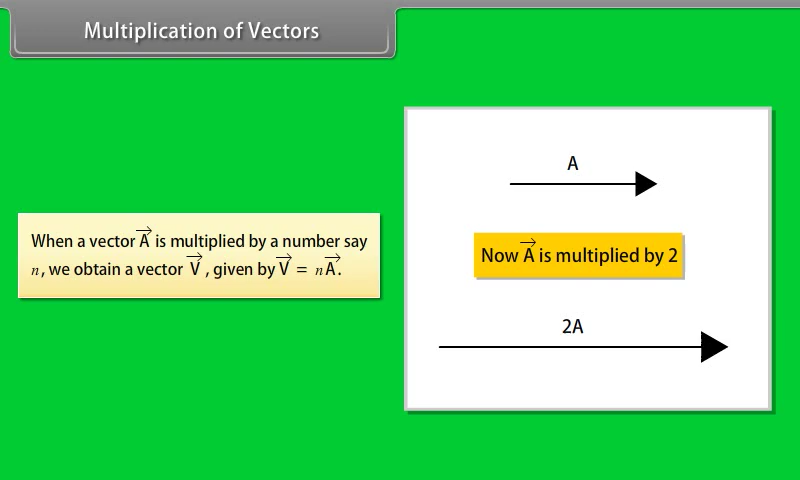 Multiplication of Vectors
When a vector A⃗ is multiplied by a number say
n, we obtain a vector V⃗, given by V⃗ = nA⃗.
A
Now A⃗ is multiplied by 2
2A